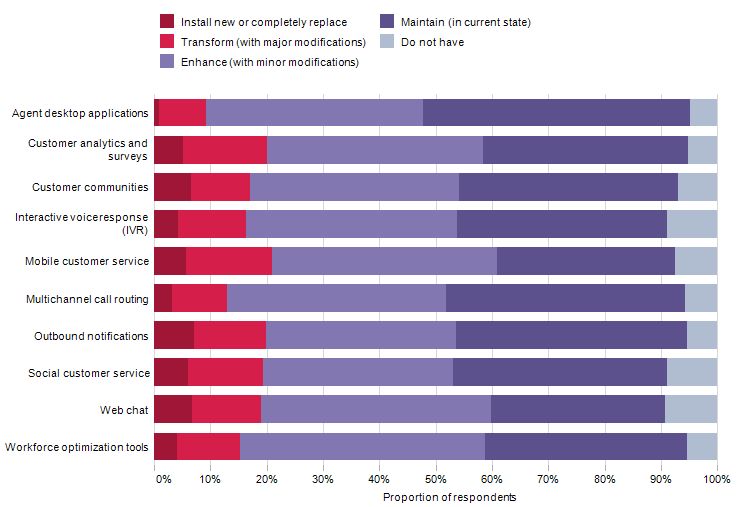 Install new or completely replace
Transform (with major modifications)
Enhance (with minor modifications)
Maintain (in current state)
Do not have
Agent desktop applications
Customer analytics and
surveys
Customer communities
Interactive voice response
(IVR)
Mobile customer service
Multichannel call routing
Outbound notifications
Social customer service
Web chat
Workforce optimization tools
0% 10% 20% 30% 40% 50% 60% 70% 80% 90% 100%
Proportion of respondents